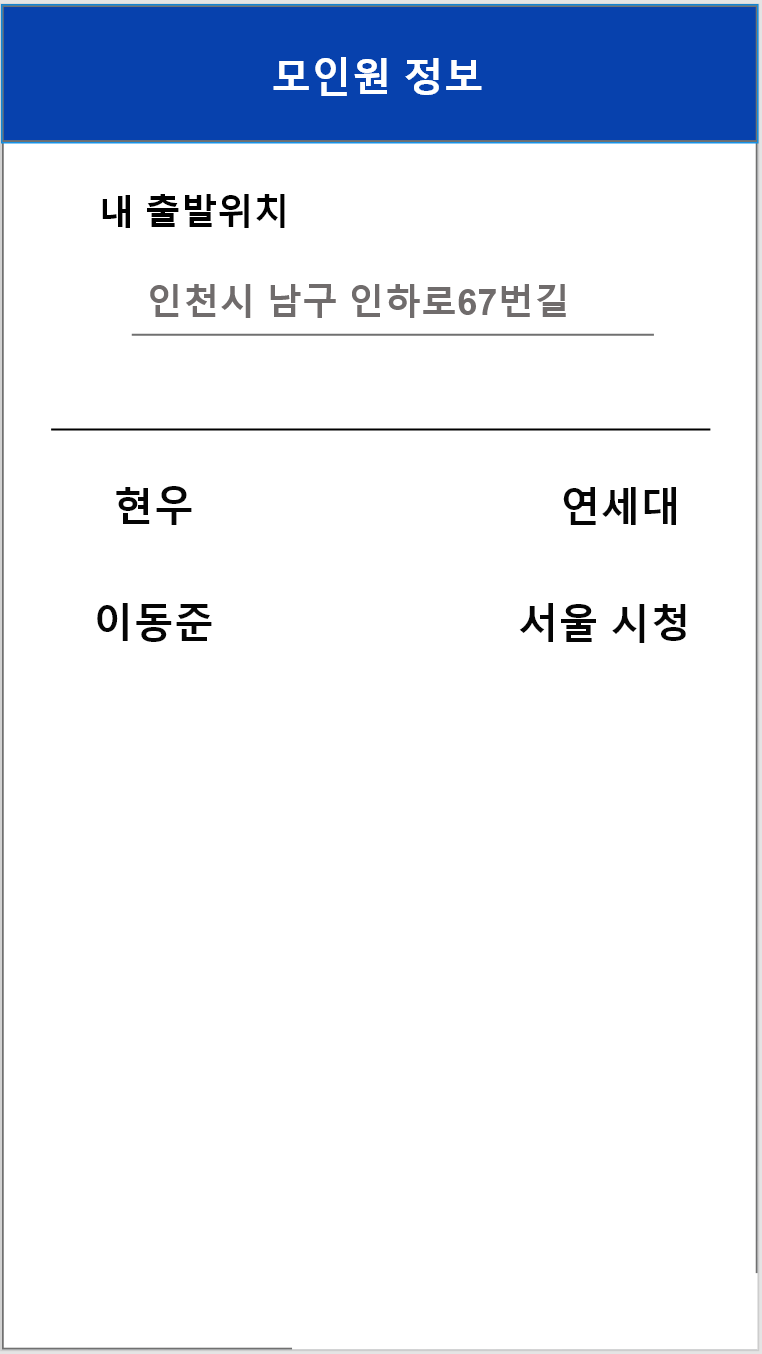 모인원 정보
내 출발위치
인천시 남구 인하로67번길
현우 연세대
이동준 서울 시청